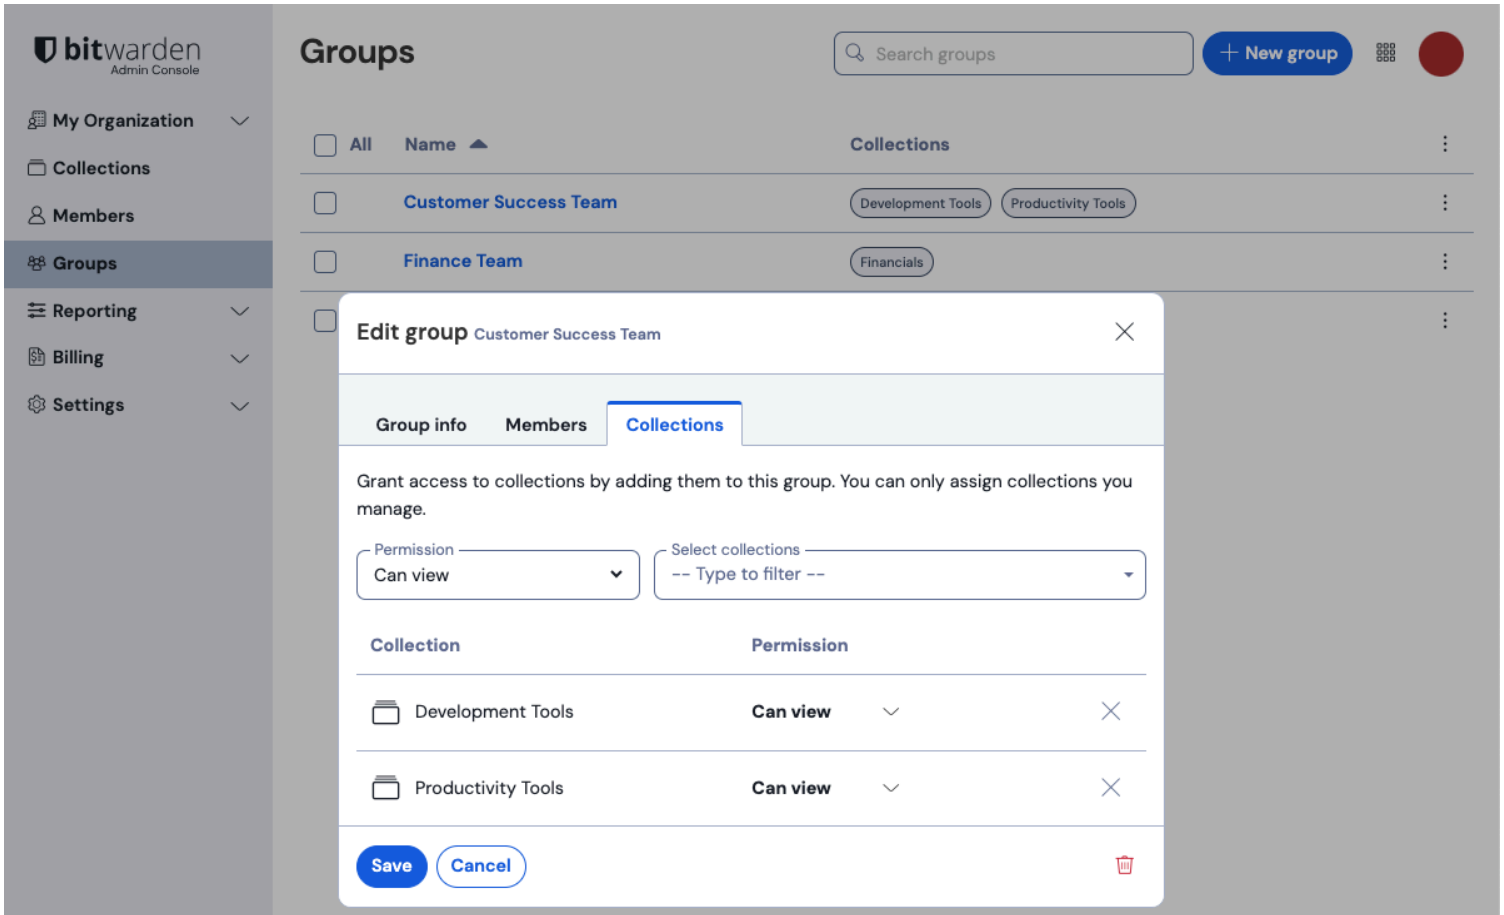 bitwarden
Admin Console
My Organization
Collections
Members
Groups
Reporting
Billing
Settings
Groups
Search groups
+ New group
All Name Collections
Customer Success Team Development Tools Productivity Tools
Finance Team Financials
Edit group Customer Success Team
Group info Members Collections
Grant access to collections by adding them to this group. You can only assign collections you
manage.
Permission
Can view
Select collections
-- Type to filter --
Collection Permission
Development Tools Can view
Productivity Tools Can view
Save Cancel